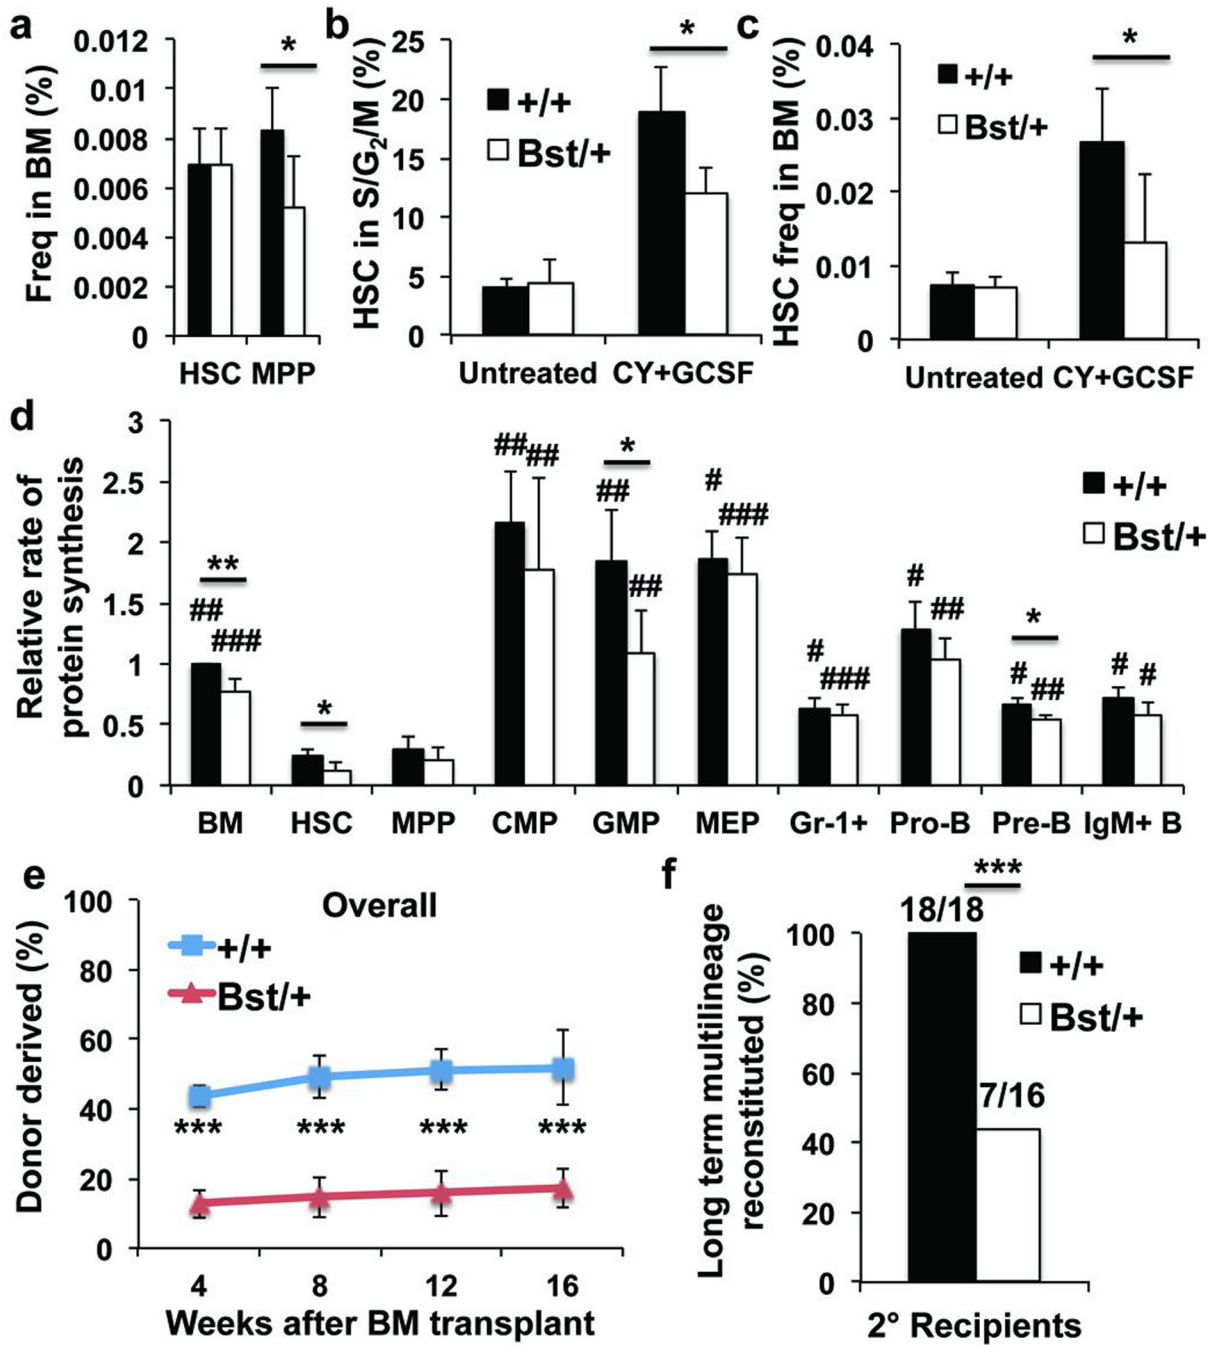 a
Freq in BM (%)
0.012
0.01
0.008
0.006
0.004
0.002
0
*
HSC MPP
b
HSC in S/G2/M (%)
25
20
15
10
5
0
+/+
Bst/+
*
Untreated CY+GCSF
c
HSC freq in BM (%)
0.04
0.03
0.02
0.01
0
+/+
Bst/+
*
Untreated CY+GCSF
d
Relative rate of
protein synthesis
3
2.5
2
1.5
1
0.5
0
**
##
###
*
##
##
*
##
##
#
###
#
###
#
##
*
#
##
#
#
+/+
Bst/+
BM HSC MPP CMP GMP MEP Gr-1+ Pro-B Pre-B IgM+ B
e
Overall
Donor derived (%)
100
80
60
40
20
0
+/+
Bst/+
*** *** *** ***
4 8 12 16
Weeks after BM transplant
f
Long term multilineage
reconstituted (%)
100
80
60
40
20
0
***
18/18
7/16
+/+
Bst/+
2° Recipients